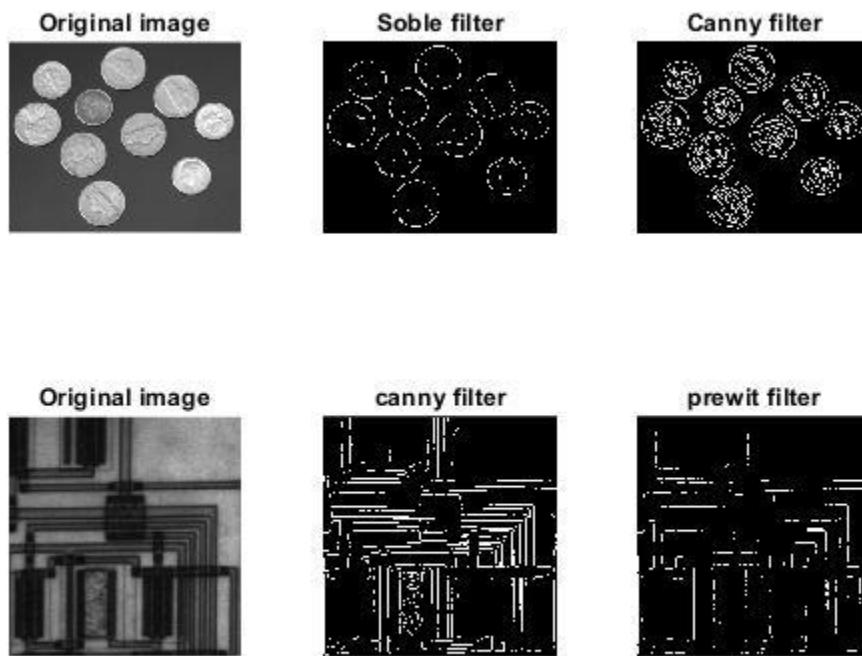 Original image
Soble filter
Canny filter
Original image
canny filter
prewit filter